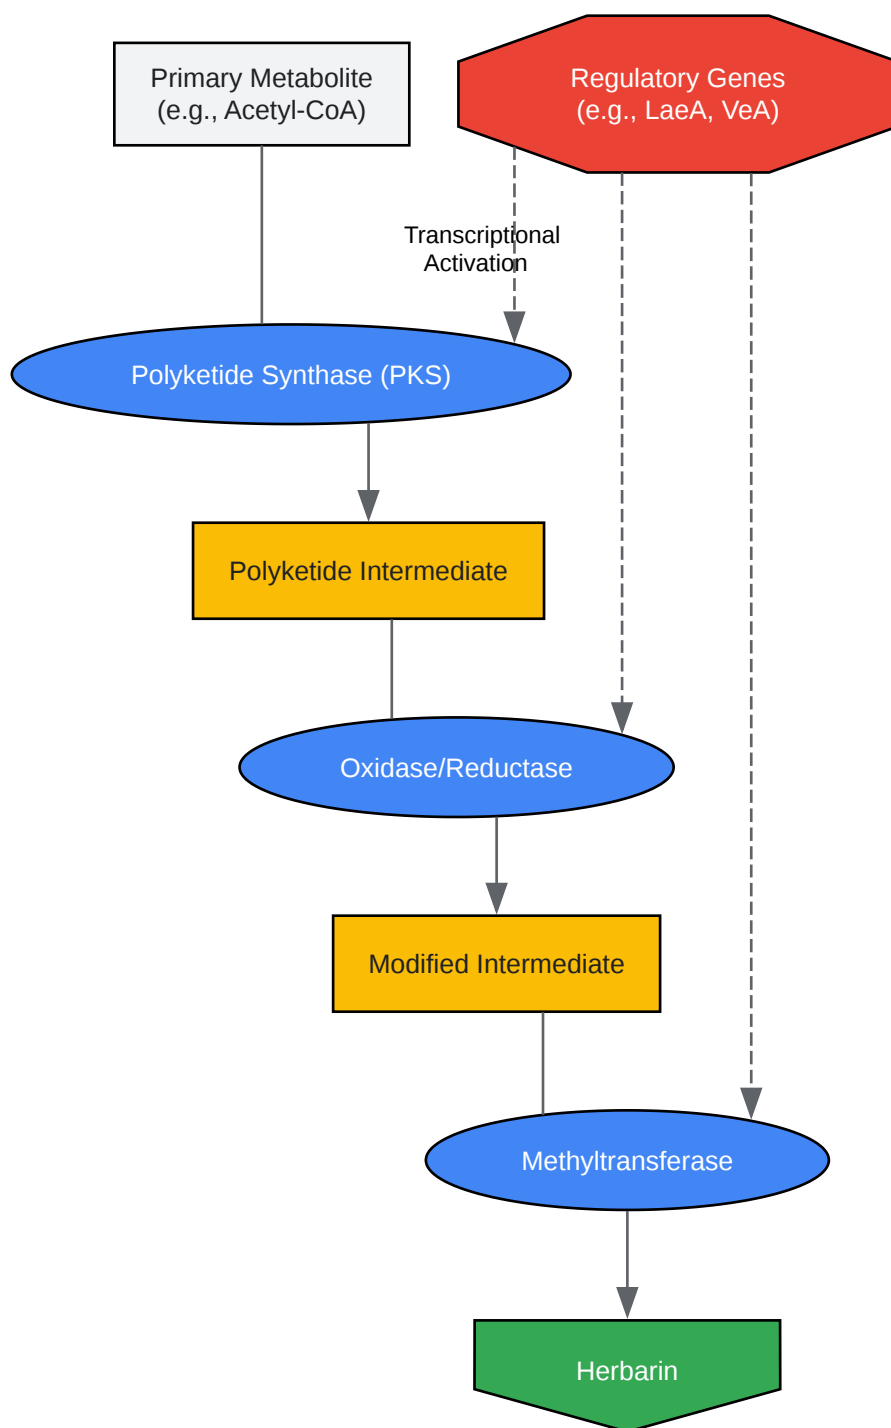 Primary Metabolite
(e.g., Acetyl-CoA)
Regulatory Genes
(e.g., LaeA, VeA)
Transcriptional
Activation
Polyketide Synthase (PKS)
Polyketide Intermediate
Oxidase/Reductase
Modified Intermediate
Methyltransferase
Herbarin